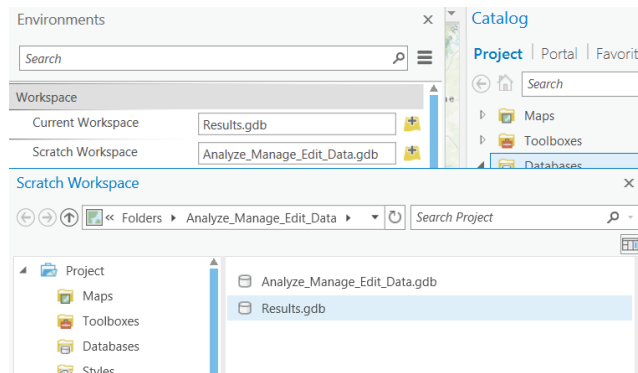 Environments
Search
Workspace
Current Workspace Results.gdb
Scratch Workspace Analyze_Manage_Edit_Data.gdb
Catalog
Project Portal Favorit
Search
Maps
Toolboxes
Databases
Scratch Workspace
« Folders Analyze_Manage_Edit_Data Search Project
Project
Maps
Toolboxes
Databases
Styles
Analyze_Manage_Edit_Data.gdb
Results.gdb